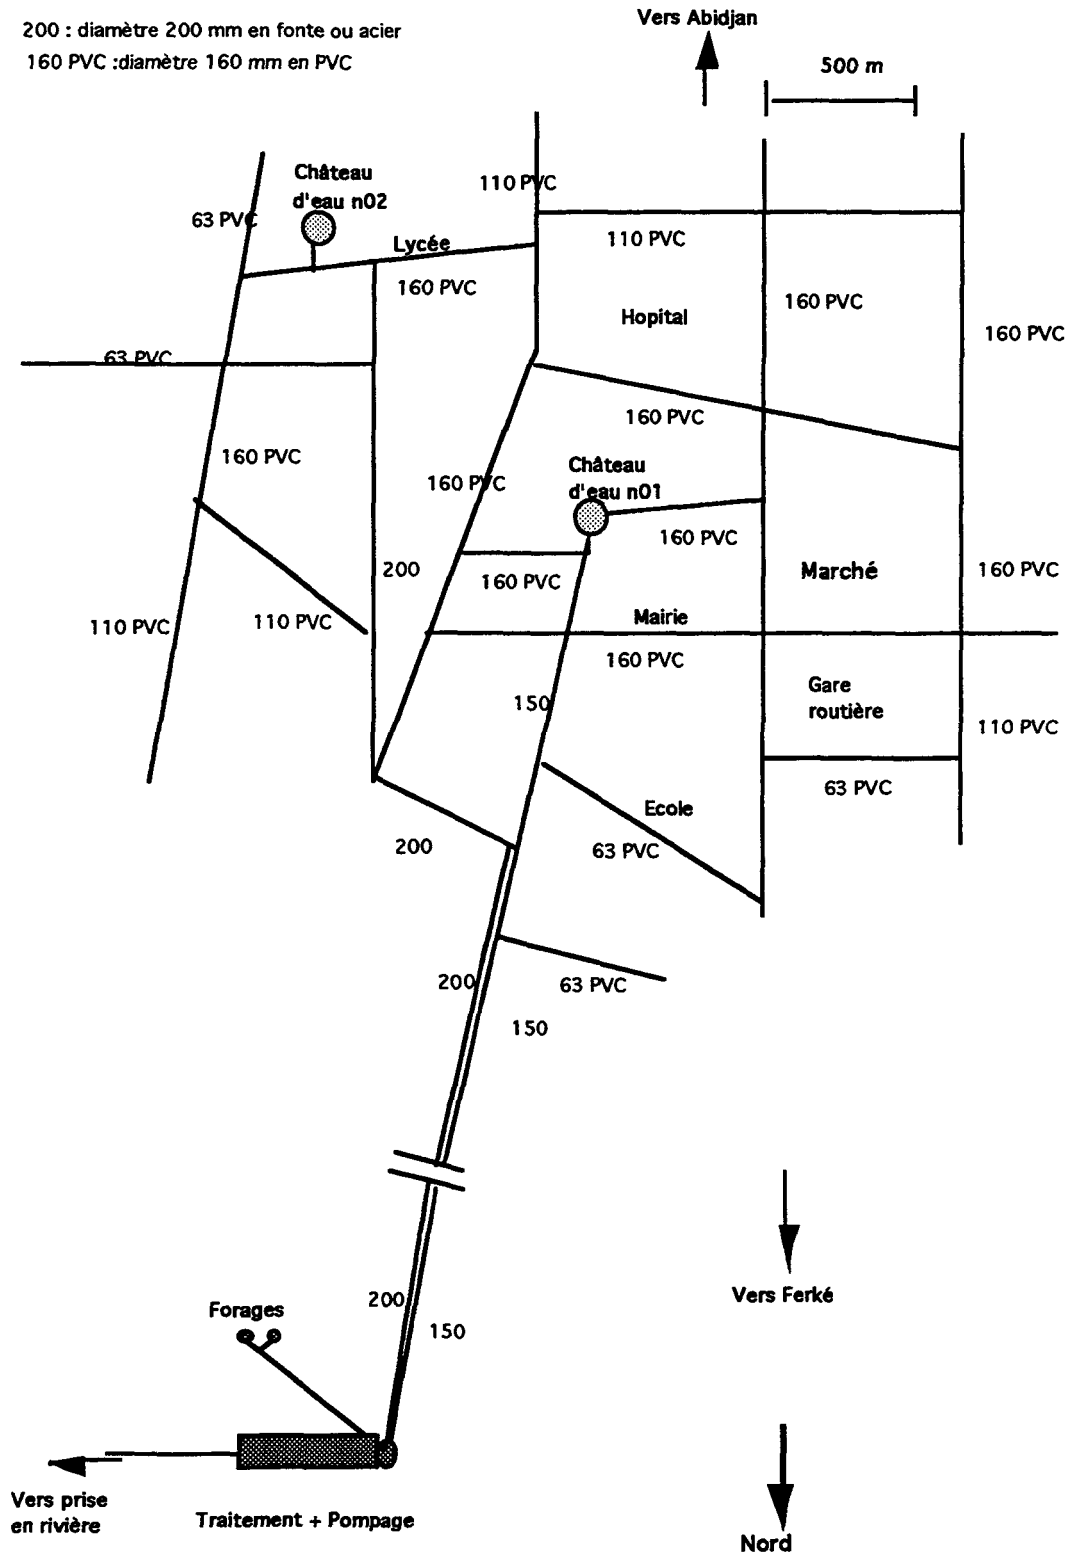 Vers Abidjan
200 : diamètre 200 mm en fonte ou acier
160 PVC :diamètre 160 mm en PVC
500 m
Château
d'eau n02
110 PVC
63 PVC
Lycée
110 PVC
160 PVC
160 PVC
Hopital
160 PVC
63 PVC
160 PVC
160 PVC
Château
d'eau n01
160 PVC
160 PVC
200
160 PVC
Marché
160 PVC
110 PVC
110 PVC
Mairie
160 PVC
Gare
routière
150
110 PVC
63 PVC
Ecole
200
63 PVC
200
63 PVC
150
Vers Ferké
200
Forages
150
Vers prise
en rivière
Traitement + Pompage
Nord